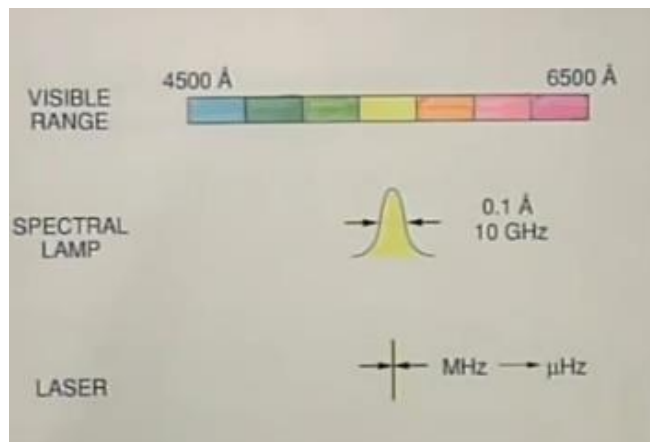 4500 Å 6500 Å
VISIBLE
RANGE
SPECTRAL
LAMP
0.1 Å
10 GHz
LASER
MHz → μHz